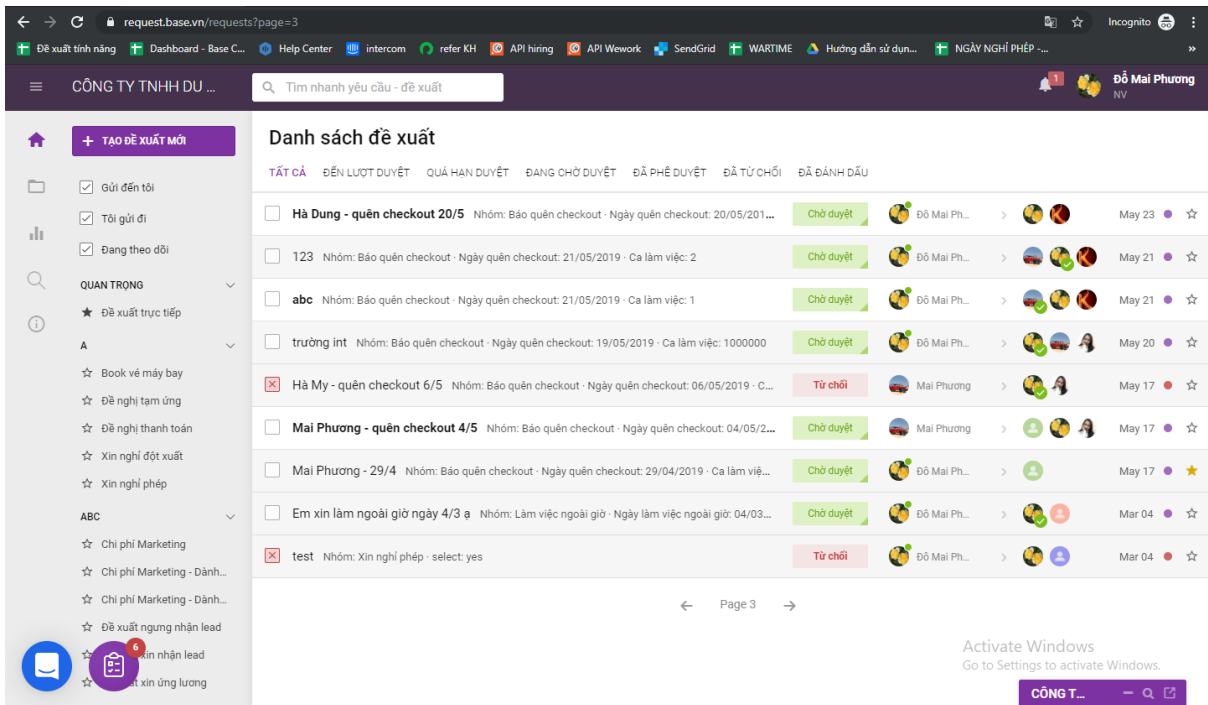 request.base.vn/requests?page=3
Incognito
Đề xuất tính năng
Dashboard - Base C...
Help Center
intercom
refer KH
API hiring
API Wework
SendGrid
WARTIME
Hướng dẫn sử dụn...
NGÀY NGHỈ PHÉP -...
»
CÔNG TY TNHH DU ...
Tìm nhanh yêu cầu - đề xuất
1
Đỗ Mai Phương
NV
+ TẠO ĐỀ XUẤT MỚI
Gửi đến tôi
Tôi gửi đi
Đang theo dõi
QUAN TRỌNG
Đề xuất trực tiếp
A
Book vé máy bay
Đề nghị tạm ứng
Đề nghị thanh toán
Xin nghỉ đột xuất
Xin nghỉ phép
ABC
Chi phí Marketing
Chi phí Marketing - Dành...
Chi phí Marketing - Dành...
Đề xuất ngưng nhận lead
6
xin nhận lead
xin ứng lương
Danh sách đề xuất
TẤT CẢ ĐẾN LƯỢT DUYỆT QUÁ HẠN DUYỆT ĐANG CHỜ DUYỆT ĐÃ PHÊ DUYỆT ĐÃ TỪ CHỐI ĐÃ ĐÁNH DẤU
Hà Dung - quên checkout 20/5 Nhóm: Báo quên checkout · Ngày quên checkout: 20/05/201... Chờ duyệt Đỗ Mai Ph... May 23
123 Nhóm: Báo quên checkout · Ngày quên checkout: 21/05/2019 · Ca làm việc: 2 Chờ duyệt Đỗ Mai Ph... May 21
abc Nhóm: Báo quên checkout · Ngày quên checkout: 21/05/2019 · Ca làm việc: 1 Chờ duyệt Đỗ Mai Ph... May 21
trường int Nhóm: Báo quên checkout · Ngày quên checkout: 19/05/2019 · Ca làm việc: 1000000 Chờ duyệt Đỗ Mai Ph... May 20
Hà My - quên checkout 6/5 Nhóm: Báo quên checkout · Ngày quên checkout: 06/05/2019 · C... Từ chối Mai Phương May 17
Mai Phương - quên checkout 4/5 Nhóm: Báo quên checkout · Ngày quên checkout: 04/05/2... Chờ duyệt Mai Phương May 17
Mai Phương - 29/4 Nhóm: Báo quên checkout · Ngày quên checkout: 29/04/2019 · Ca làm việ... Chờ duyệt Đỗ Mai Ph... May 17
Em xin làm ngoài giờ ngày 4/3 ạ Nhóm: Làm việc ngoài giờ · Ngày làm việc ngoài giờ: 04/03... Chờ duyệt Đỗ Mai Ph... Mar 04
test Nhóm: Xin nghỉ phép · select: yes Từ chối Đỗ Mai Ph... Mar 04
Page 3
Activate Windows
Go to Settings to activate Windows.
CÔNG T...